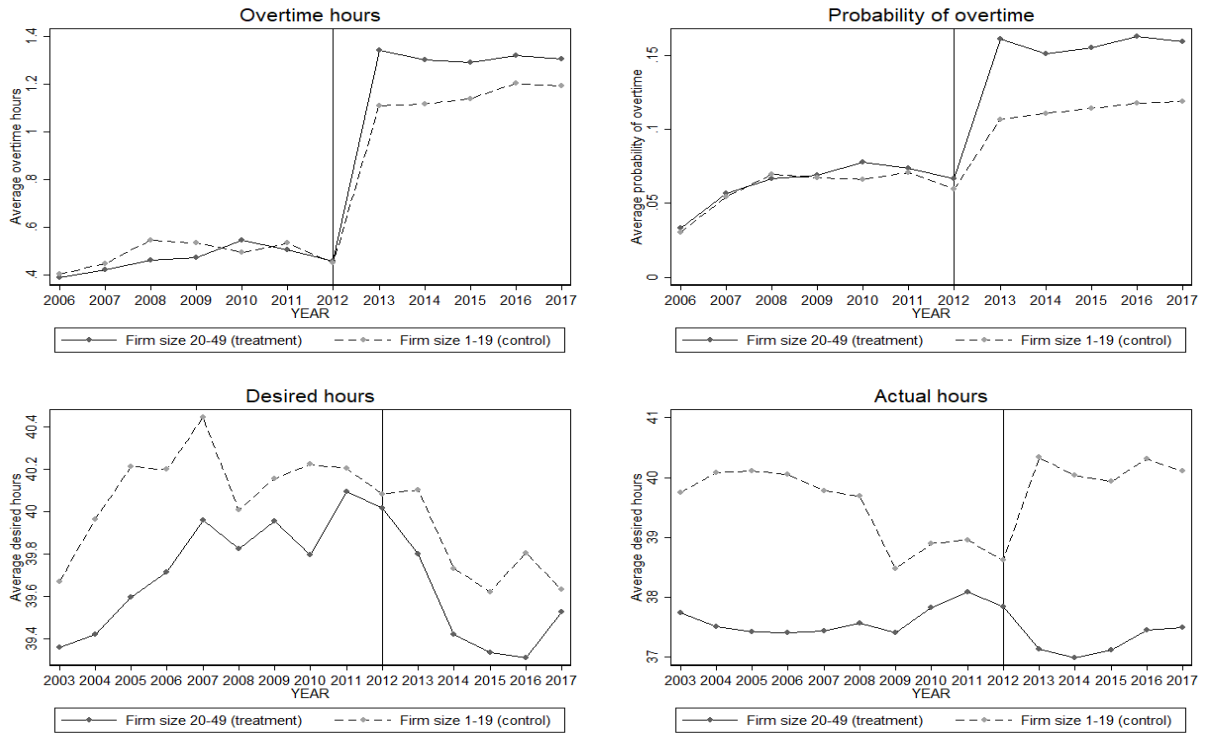 Overtime hours
Average overtime hours
1.4
1.2
1
.8
.6
.4
2006 2007 2008 2009 2010 2011 2012 2013 2014 2015 2016 2017
YEAR
Firm size 20-49 (treatment) Firm size 1-19 (control)
Probability of overtime
Average probability of overtime
.15
.1
.05
0
2006 2007 2008 2009 2010 2011 2012 2013 2014 2015 2016 2017
YEAR
Firm size 20-49 (treatment) Firm size 1-19 (control)
Desired hours
Average desired hours
40.4
40.2
40
39.8
39.6
39.4
2003 2004 2005 2006 2007 2008 2009 2010 2011 2012 2013 2014 2015 2016 2017
YEAR
Firm size 20-49 (treatment) Firm size 1-19 (control)
Actual hours
Average desired hours
41
40
39
38
37
2003 2004 2005 2006 2007 2008 2009 2010 2011 2012 2013 2014 2015 2016 2017
YEAR
Firm size 20-49 (treatment) Firm size 1-19 (control)